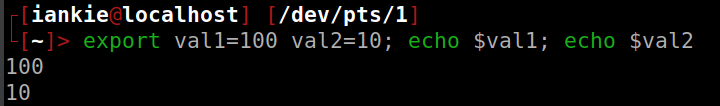 ┌[iankie@localhost] [/dev/pts/1]
└[~]> export val1=100 val2=10; echo $val1; echo $val2
100
10